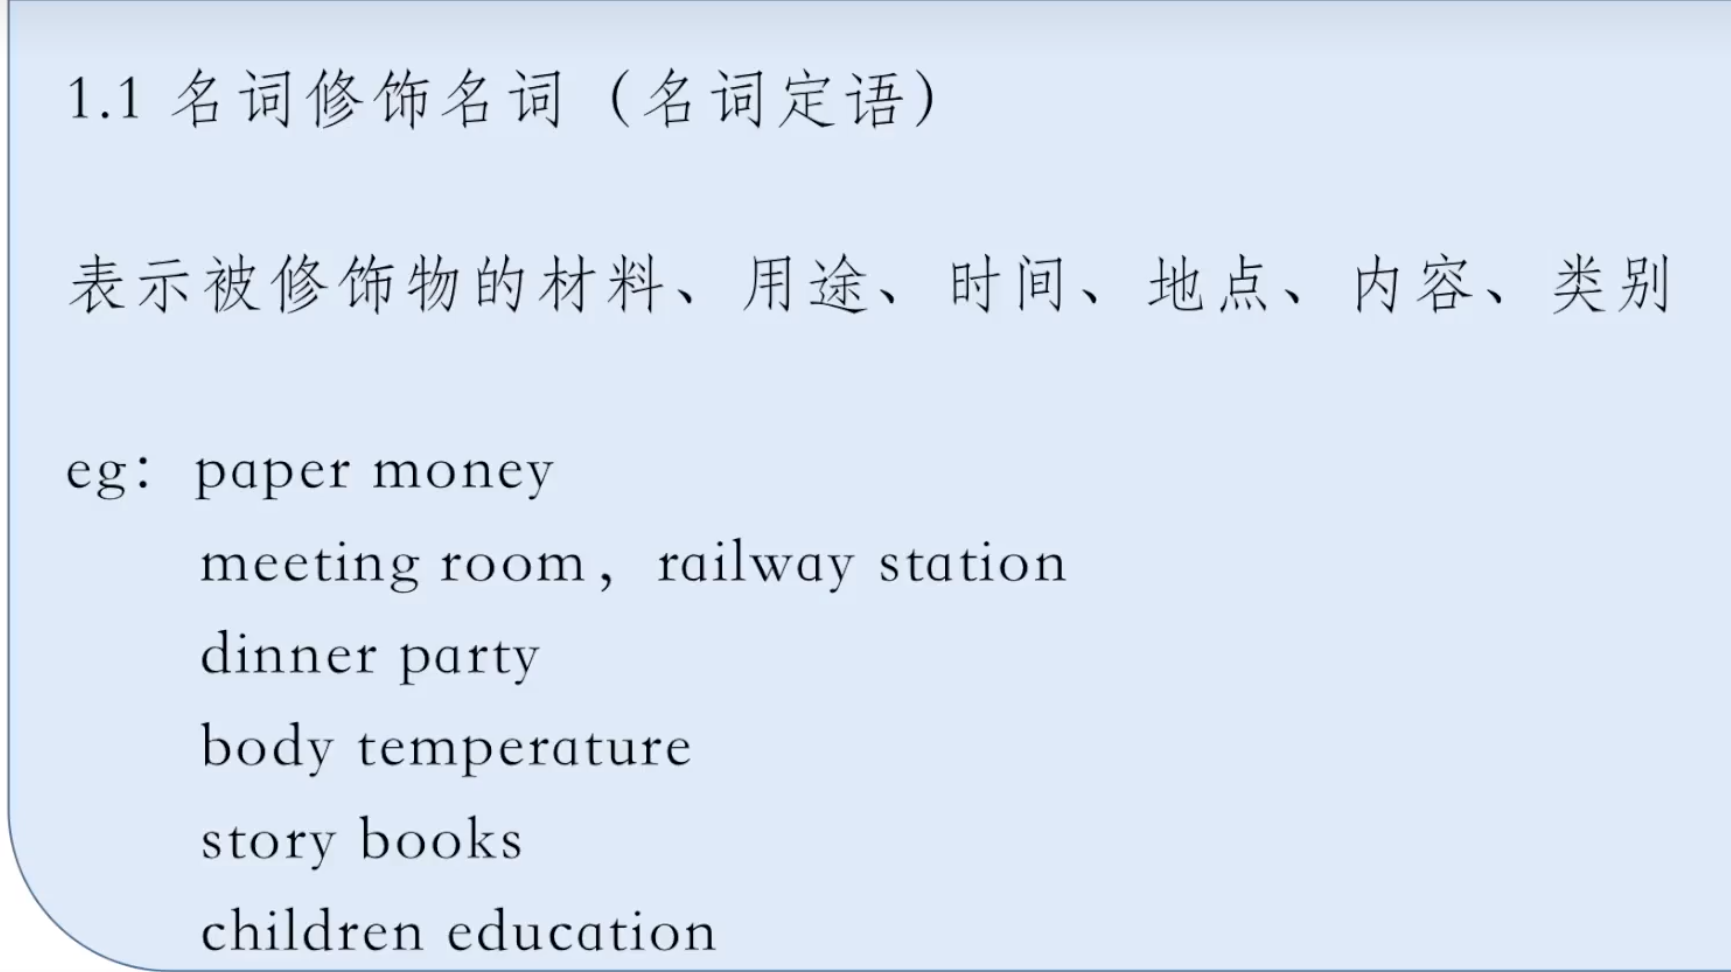 1.1 名词修饰名词（名词定语）
表示被修饰物的材料、用途、时间、地点、内容、类别
eg： paper money
meeting room， railway station
dinner party
body temperature
story books
children education